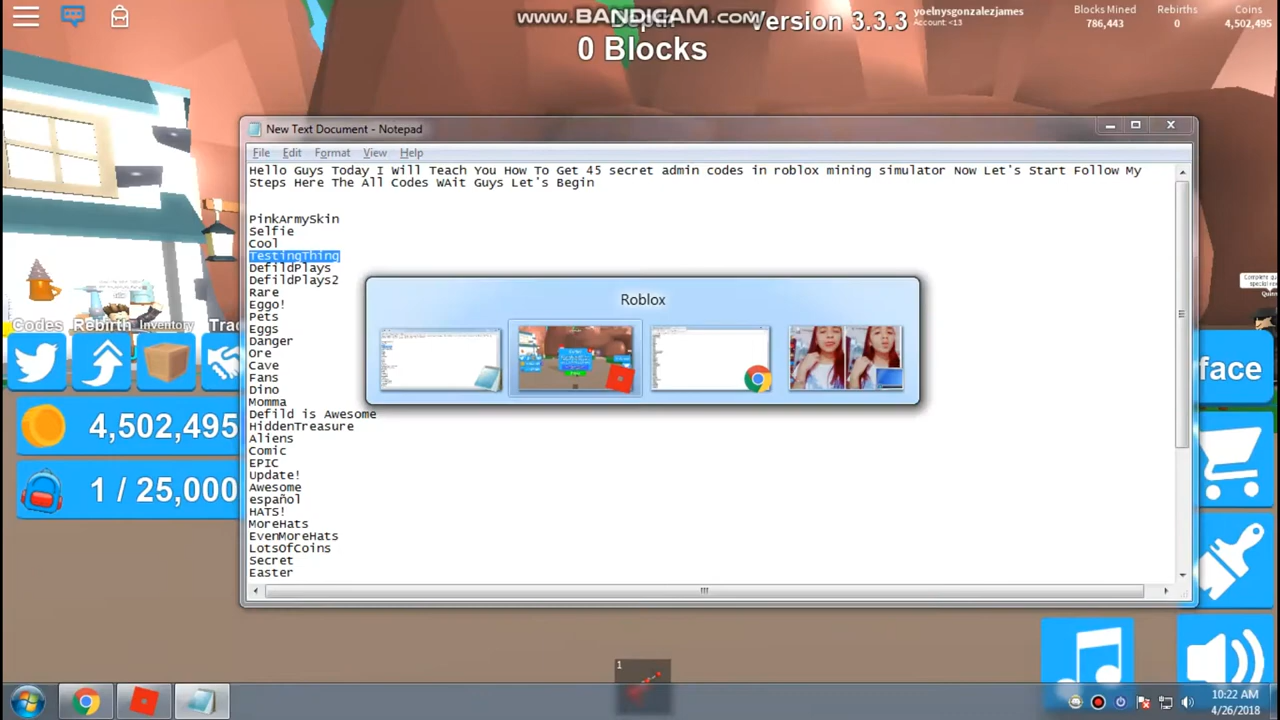 www.BANDICAM.com
Version 3.3.3
0 Blocks
yoelnysgonzalezjames
Account: <13
Blocks Mined
786,443
Rebirths
0
Coins
4,502,495
New Text Document - Notepad
File Edit Format View Help
Hello Guys Today I Will Teach You How To Get 45 secret admin codes in roblox mining simulator Now Let's Start Follow My
Steps Here The All Codes WAit Guys Let's Begin
PinkArmySkin
Selfie
Cool
TestingThing
DefildPlays
DefildPlays2
Rare
Eggo!
Pets
Eggs
Danger
Ore
Cave
Fans
Dino
Momma
Defild is Awesome
HiddenTreasure
Aliens
Comic
EPIC
Update!
Awesome
español
HATS!
MoreHats
EvenMoreHats
LotsOfCoins
Secret
Easter
Roblox
Codes Rebirth Inventory Tra
4,502,495
1 / 25,000
face
1
10:22 AM
4/26/2018